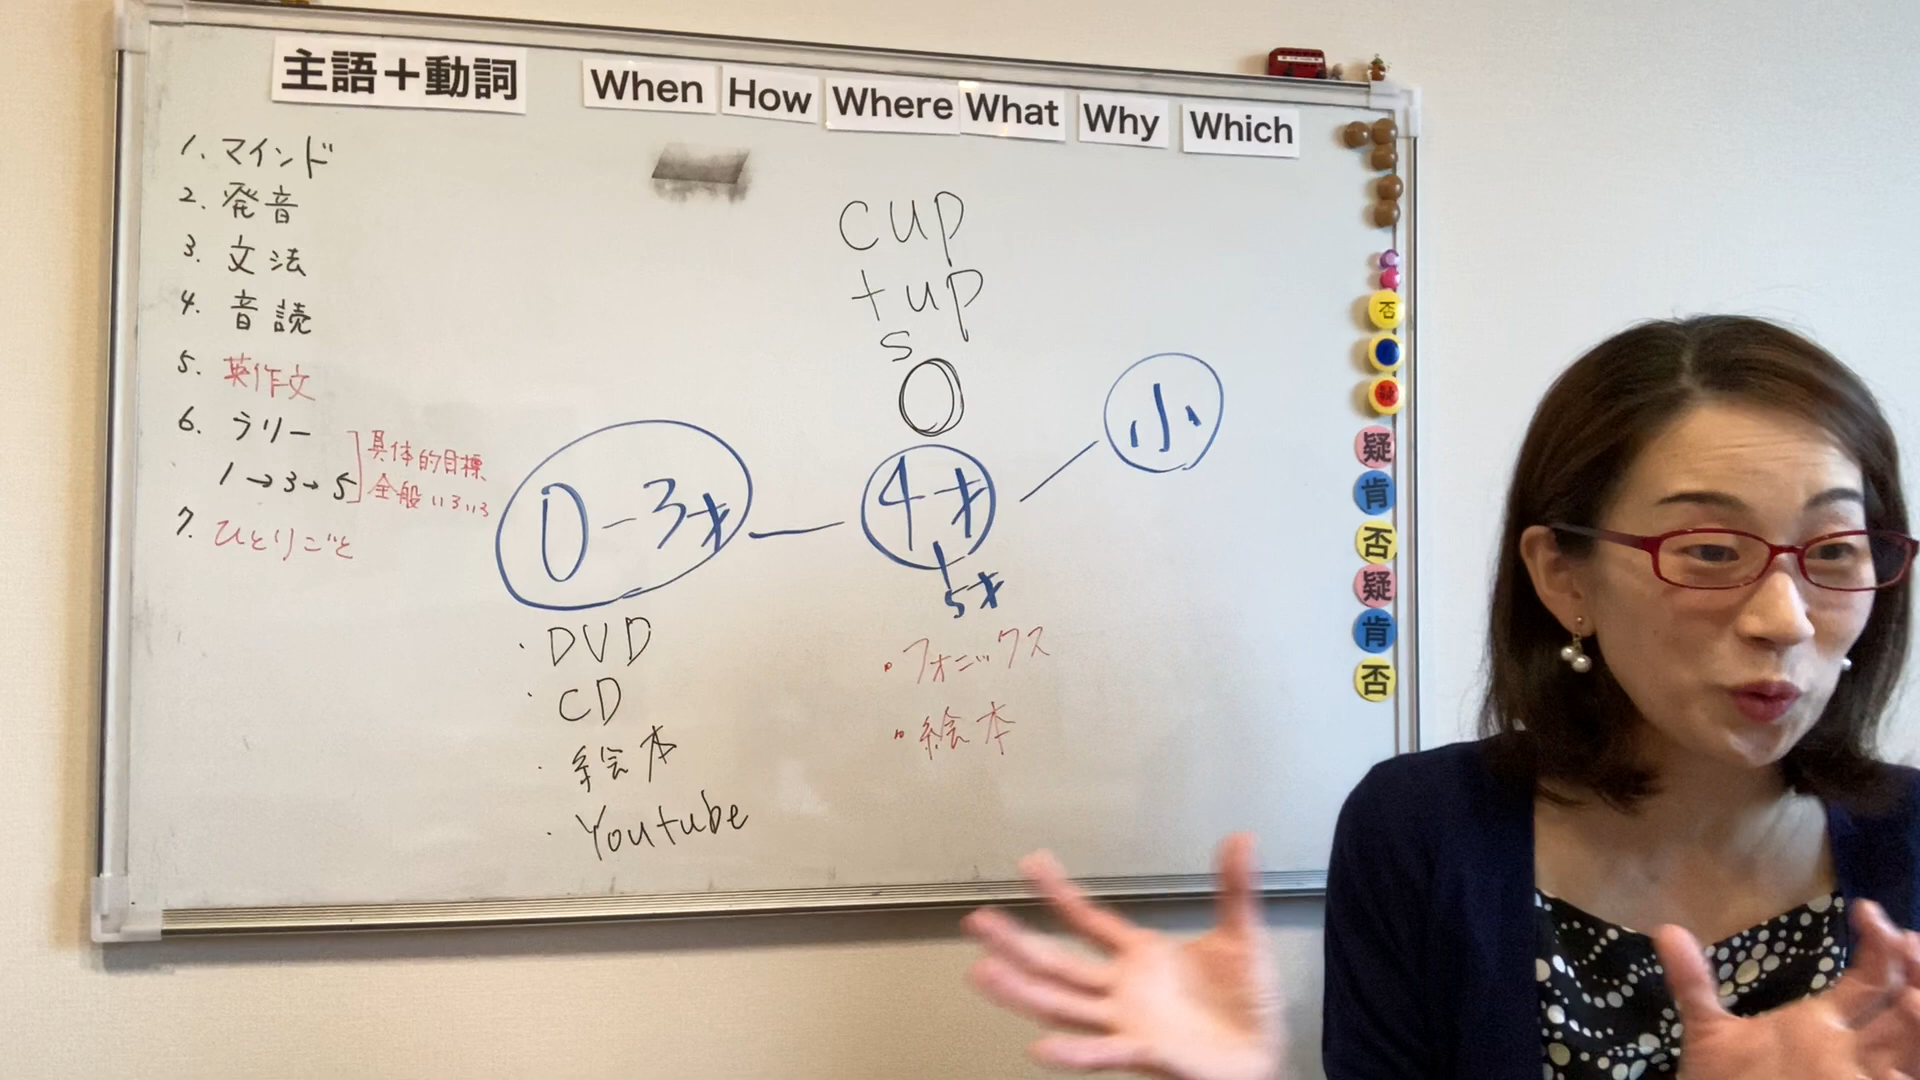 主語＋動詞
When How Where What Why Which
1. マインド
2. 発音
3. 文法
4. 音読
5. 英作文
6. ラリー
1→3→5
具体的目標
全般いろいろ
7. ひとりごと
cup
tup
s
0-3才
4才
5才
小
・DVD
・CD
・絵本
・Youtube
・フォニックス
・絵本
否
疑
肯
否
疑
肯
否